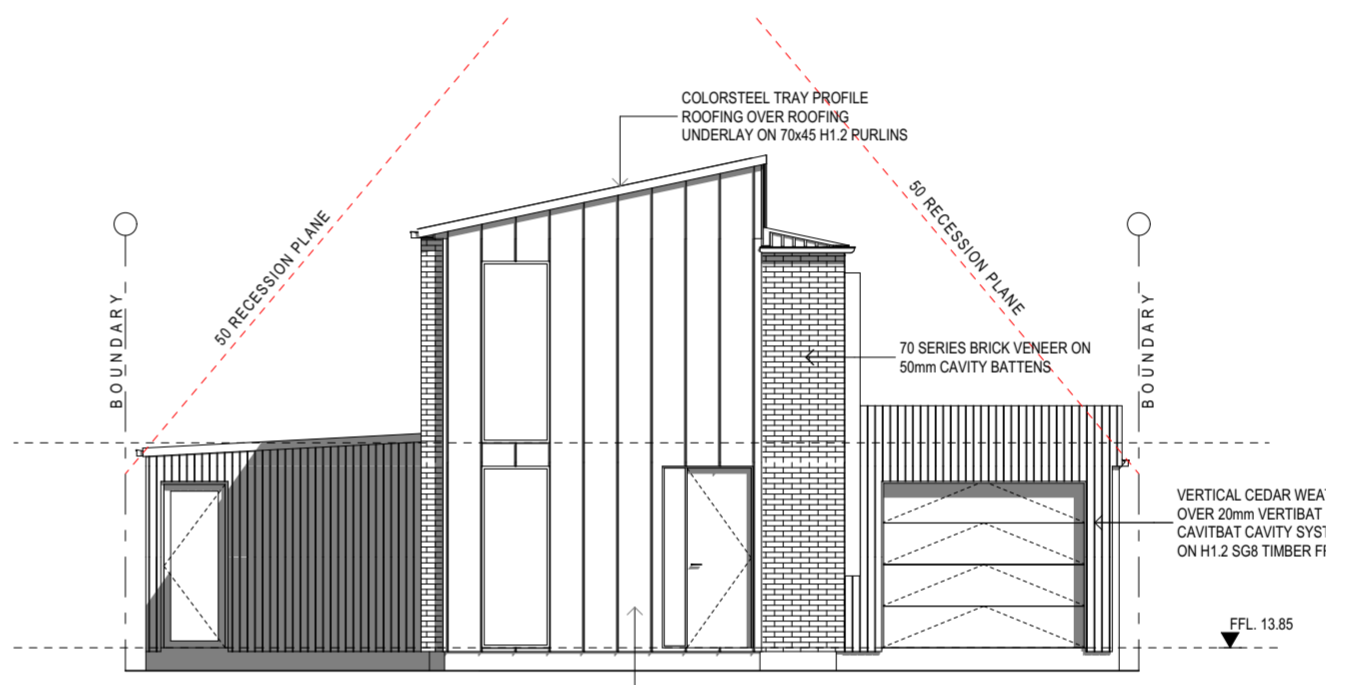 COLORSTEEL TRAY PROFILE
ROOFING OVER ROOFING
UNDERLAY ON 70x45 H1.2 PURLINS
50 RECESSION PLANE
50 RECESSION PLANE
BOUNDARY
BOUNDARY
70 SERIES BRICK VENEER ON
50mm CAVITY BATTENS
VERTICAL CEDAR WEA
OVER 20mm VERTIBAT
CAVITBAT CAVITY SYST
ON H1.2 SG8 TIMBER F
FFL. 13.85